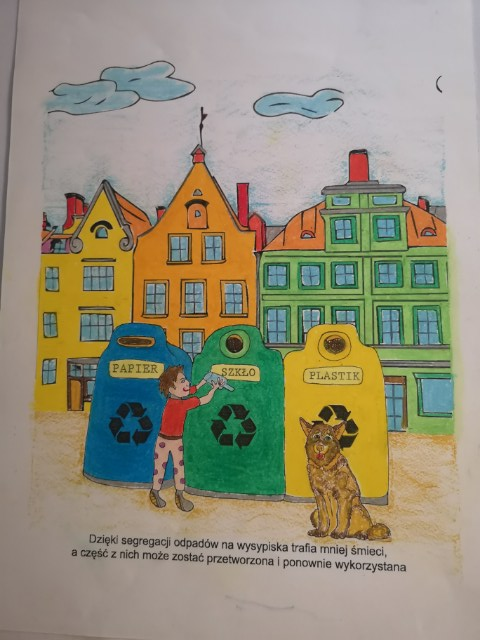 PAPIER
SZKŁO
PLASTIK
Dzięki segregacji odpadów na wysypiska trafia mniej śmieci,
a część z nich może zostać przetworzona i ponownie wykorzystana